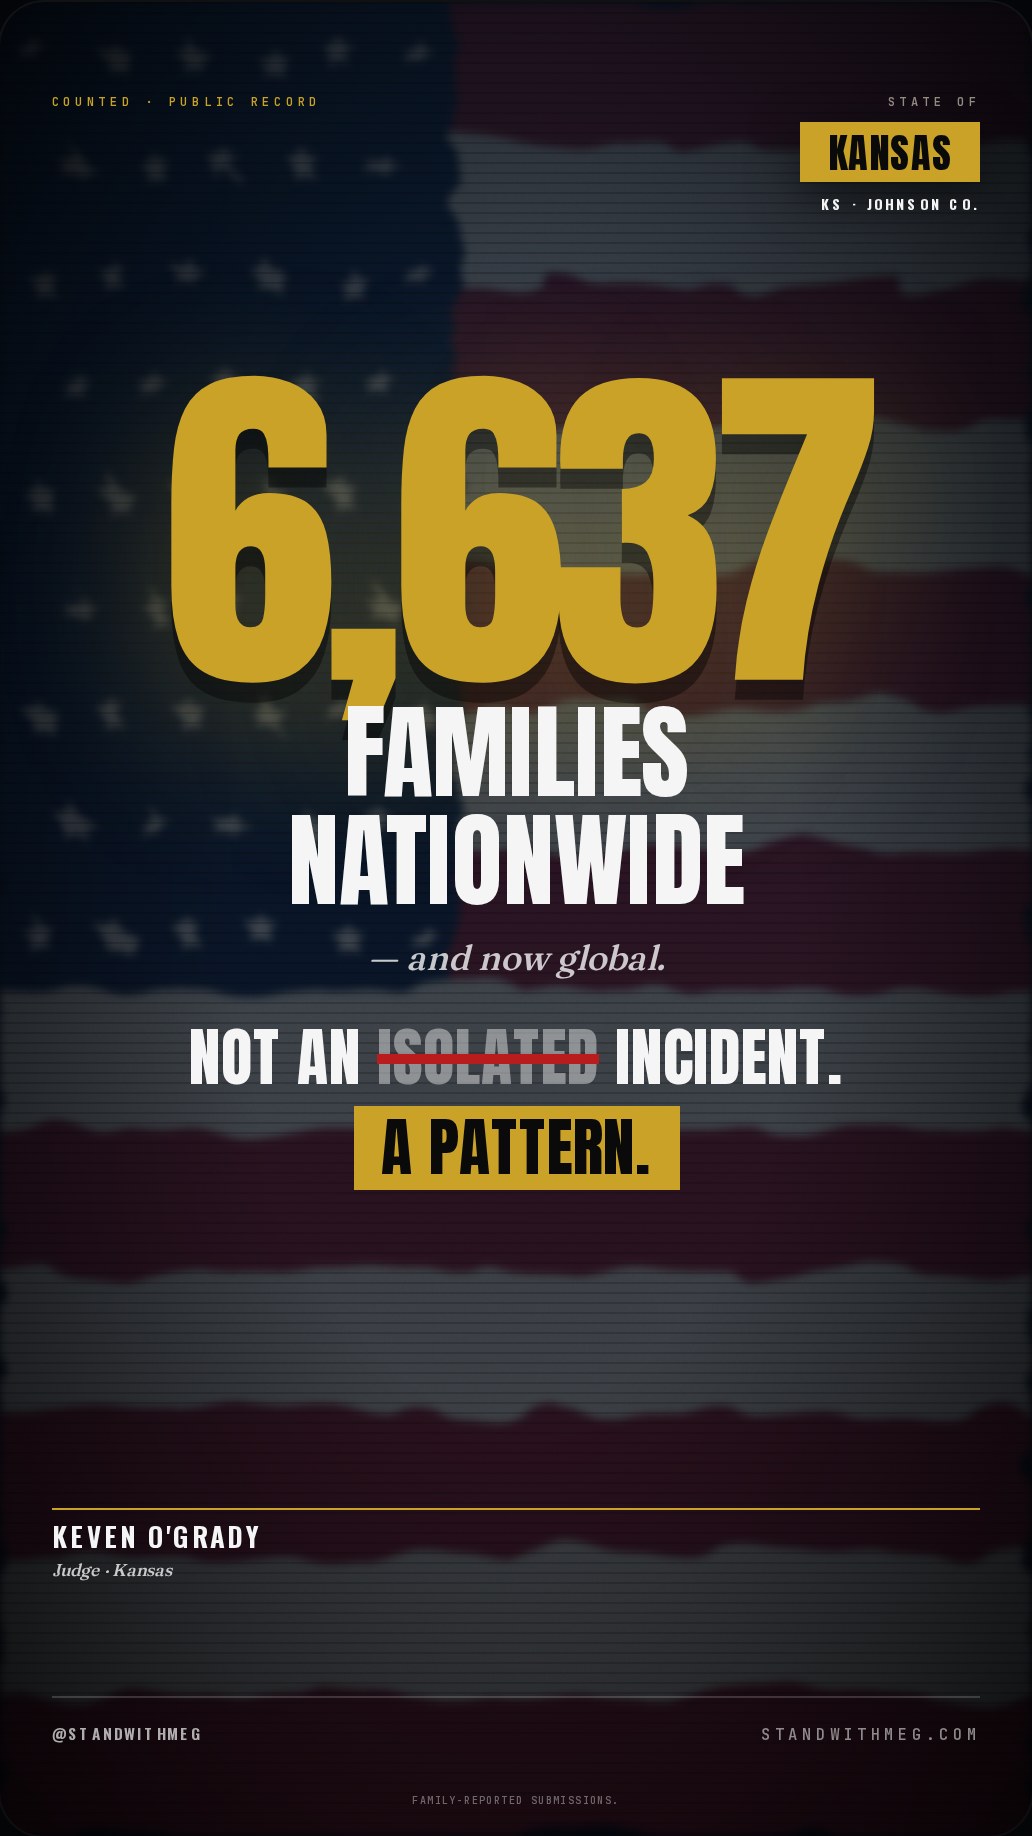 COUNTED · PUBLIC RECORD
STATE OF
KANSAS
KS · JOHNSON CO.
6,637
FAMILIES
NATIONWIDE
— and now global.
NOT AN ISOLATED INCIDENT.
A PATTERN.
KEVEN O'GRADY
Judge · Kansas
@STANDWITHMEG
STANDWITHMEG.COM
FAMILY-REPORTED SUBMISSIONS.